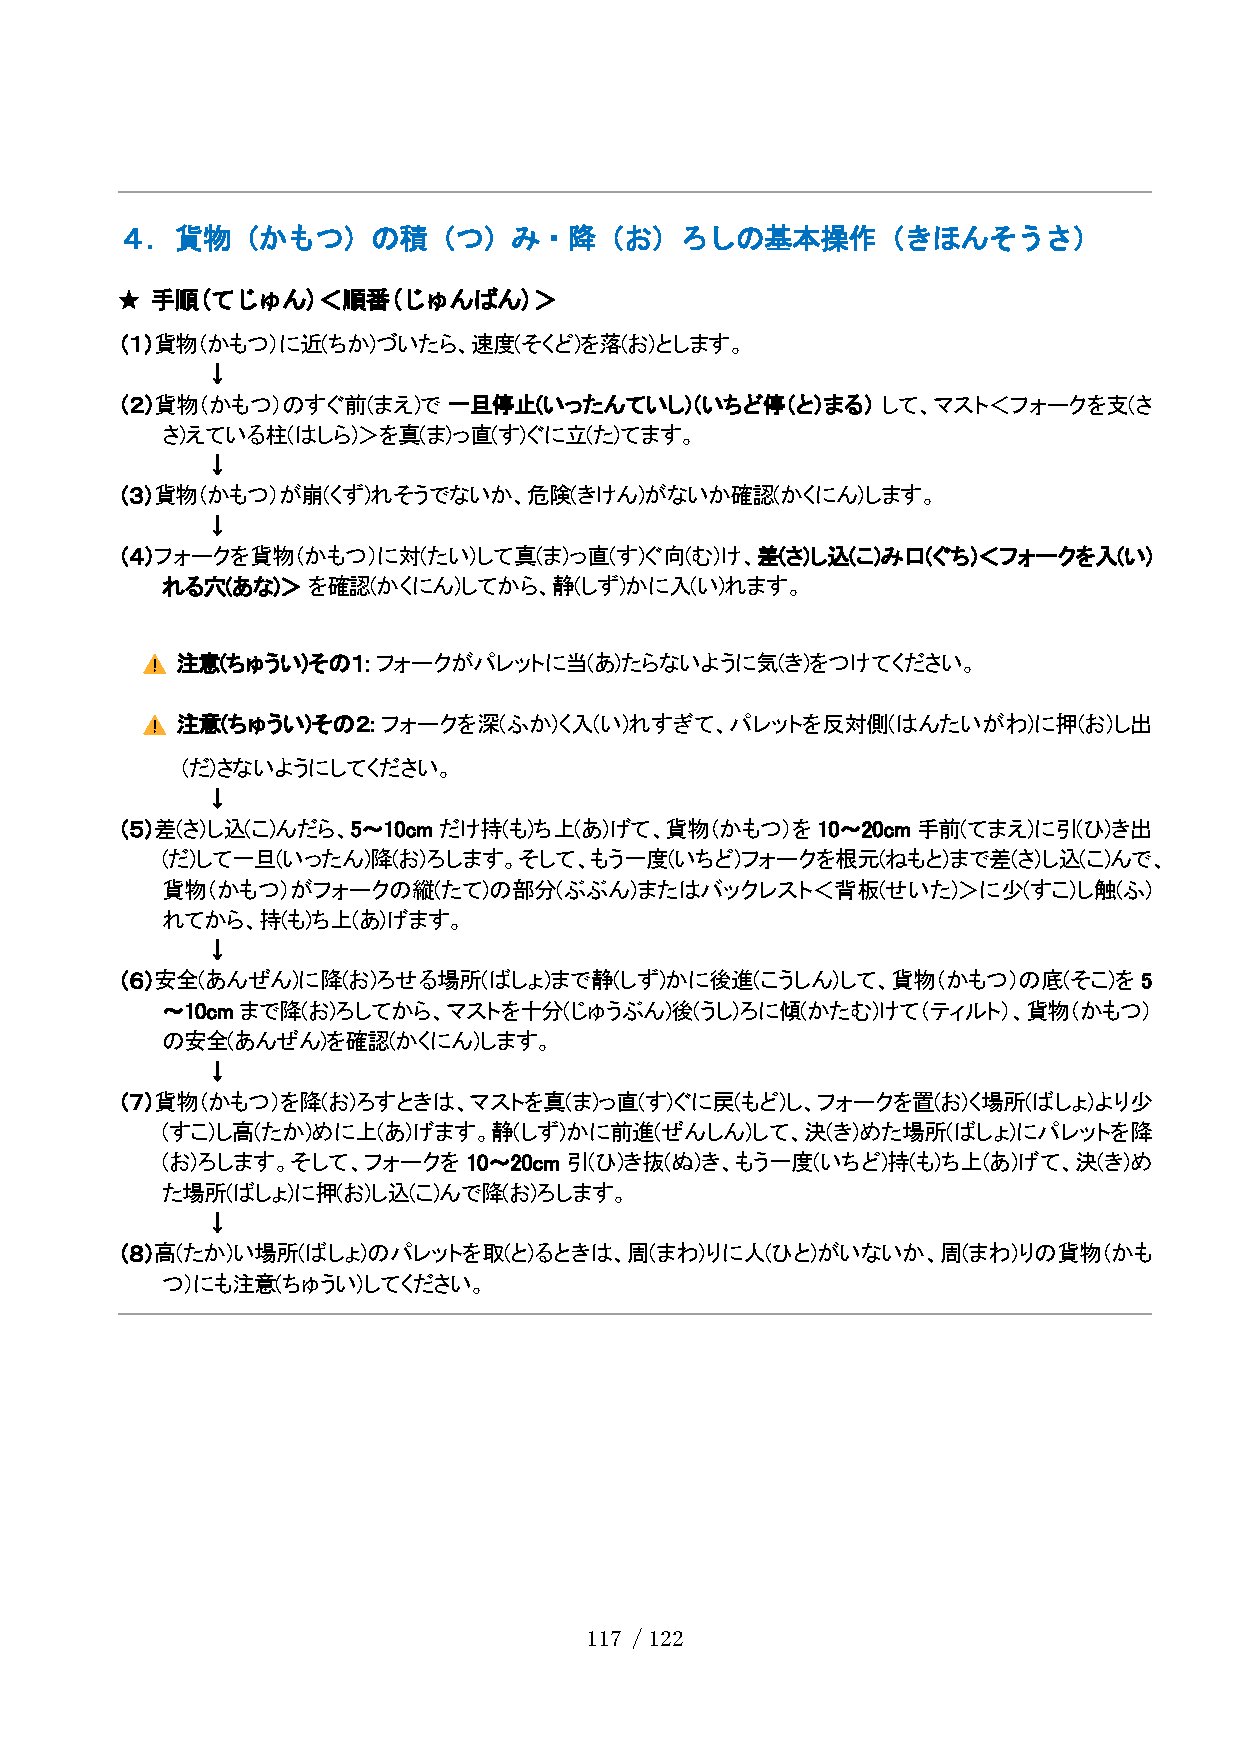 ４．貨物（かもつ）の積（つ）み・降（お）ろしの基本操作（きほんそうさ）
★ 手順（てじゅん）＜順番（じゅんばん）＞
(1)貨物（かもつ）に近(ちか)づいたら、速度(そくど)を落(お)とします。
↓
(2)貨物（かもつ）のすぐ前(まえ)で 一旦停止(いったんていし)（いちど停（と）まる） して、マスト＜フォークを支(さ
さ)えている柱(はしら)＞を真(ま)っ直(す)ぐに立(た)てます。
↓
(3)貨物（かもつ）が崩(くず)れそうでないか、危険(きけん)がないか確認(かくにん)します。
↓
(4)フォークを貨物（かもつ）に対(たい)して真(ま)っ直(す)ぐ向(む)け、差(さ)し込(こ)み口(ぐち)＜フォークを入(い)
れる穴(あな)＞ を確認(かくにん)してから、静(しず)かに入(い)れます。
⚠ 注意(ちゅうい)その１: フォークがパレットに当(あ)たらないように気(き)をつけてください。
⚠ 注意(ちゅうい)その２: フォークを深(ふか)く入(い)れすぎて、パレットを反対側(はんたいがわ)に押(お)し出
(だ)さないようにしてください。
↓
(5)差(さ)し込(こ)んだら、5～10cm だけ持(も)ち上(あ)げて、貨物（かもつ）を 10～20cm 手前(てまえ)に引(ひ)き出
(だ)して一旦(いったん)降(お)ろします。そして、もう一度(いちど)フォークを根元(ねもと)まで差(さ)し込(こ)んで、
貨物（かもつ）がフォークの縦(たて)の部分(ぶぶん)またはバックレスト＜背板(せいた)＞に少(すこ)し触(ふ)
れてから、持(も)ち上(あ)げます。
↓
(6)安全(あんぜん)に降(お)ろせる場所(ばしょ)まで静(しず)かに後進(こうしん)して、貨物（かもつ）の底(そこ)を 5
～10cm まで降(お)ろしてから、マストを十分(じゅうぶん)後(うし)ろに傾(かたむ)けて（ティルト）、貨物（かもつ）
の安全(あんぜん)を確認(かくにん)します。
↓
(7)貨物（かもつ）を降(お)ろすときは、マストを真(ま)っ直(す)ぐに戻(もど)し、フォークを置(お)く場所(ばしょ)より少
(すこ)し高(たか)めに上(あ)げます。静(しず)かに前進(ぜんしん)して、決(き)めた場所(ばしょ)にパレットを降
(お)ろします。そして、フォークを 10～20cm 引(ひ)き抜(ぬ)き、もう一度(いちど)持(も)ち上(あ)げて、決(き)め
た場所(ばしょ)に押(お)し込(こ)んで降(お)ろします。
↓
(8)高(たか)い場所(ばしょ)のパレットを取(と)るときは、周(まわ)りに人(ひと)がいないか、周(まわ)りの貨物（かも
つ）にも注意(ちゅうい)してください。
117 / 122